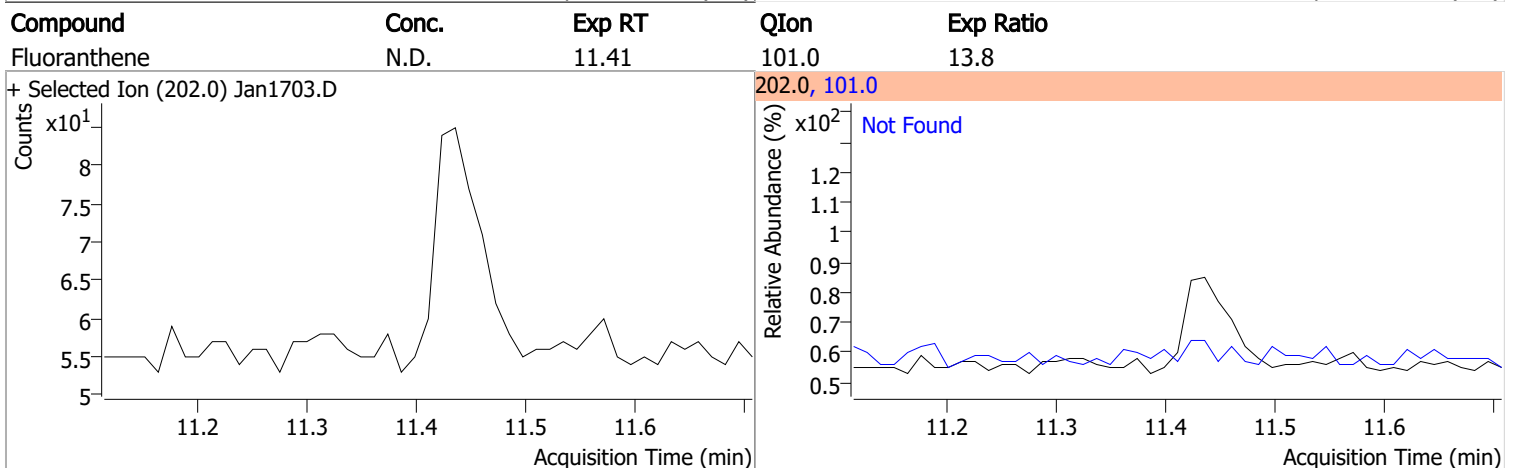 Compound Conc. Exp RT QIon Exp Ratio
Fluoranthene N.D. 11.41 101.0 13.8
+ Selected Ion (202.0) Jan1703.D
Counts
x101
8
7.5
7
6.5
6
5.5
5
11.2 11.3 11.4 11.5 11.6
Acquisition Time (min)
202.0, 101.0
Relative Abundance (%)
x102
Not Found
1.2
1.1
1
0.9
0.8
0.7
0.6
0.5
11.2 11.3 11.4 11.5 11.6
Acquisition Time (min)